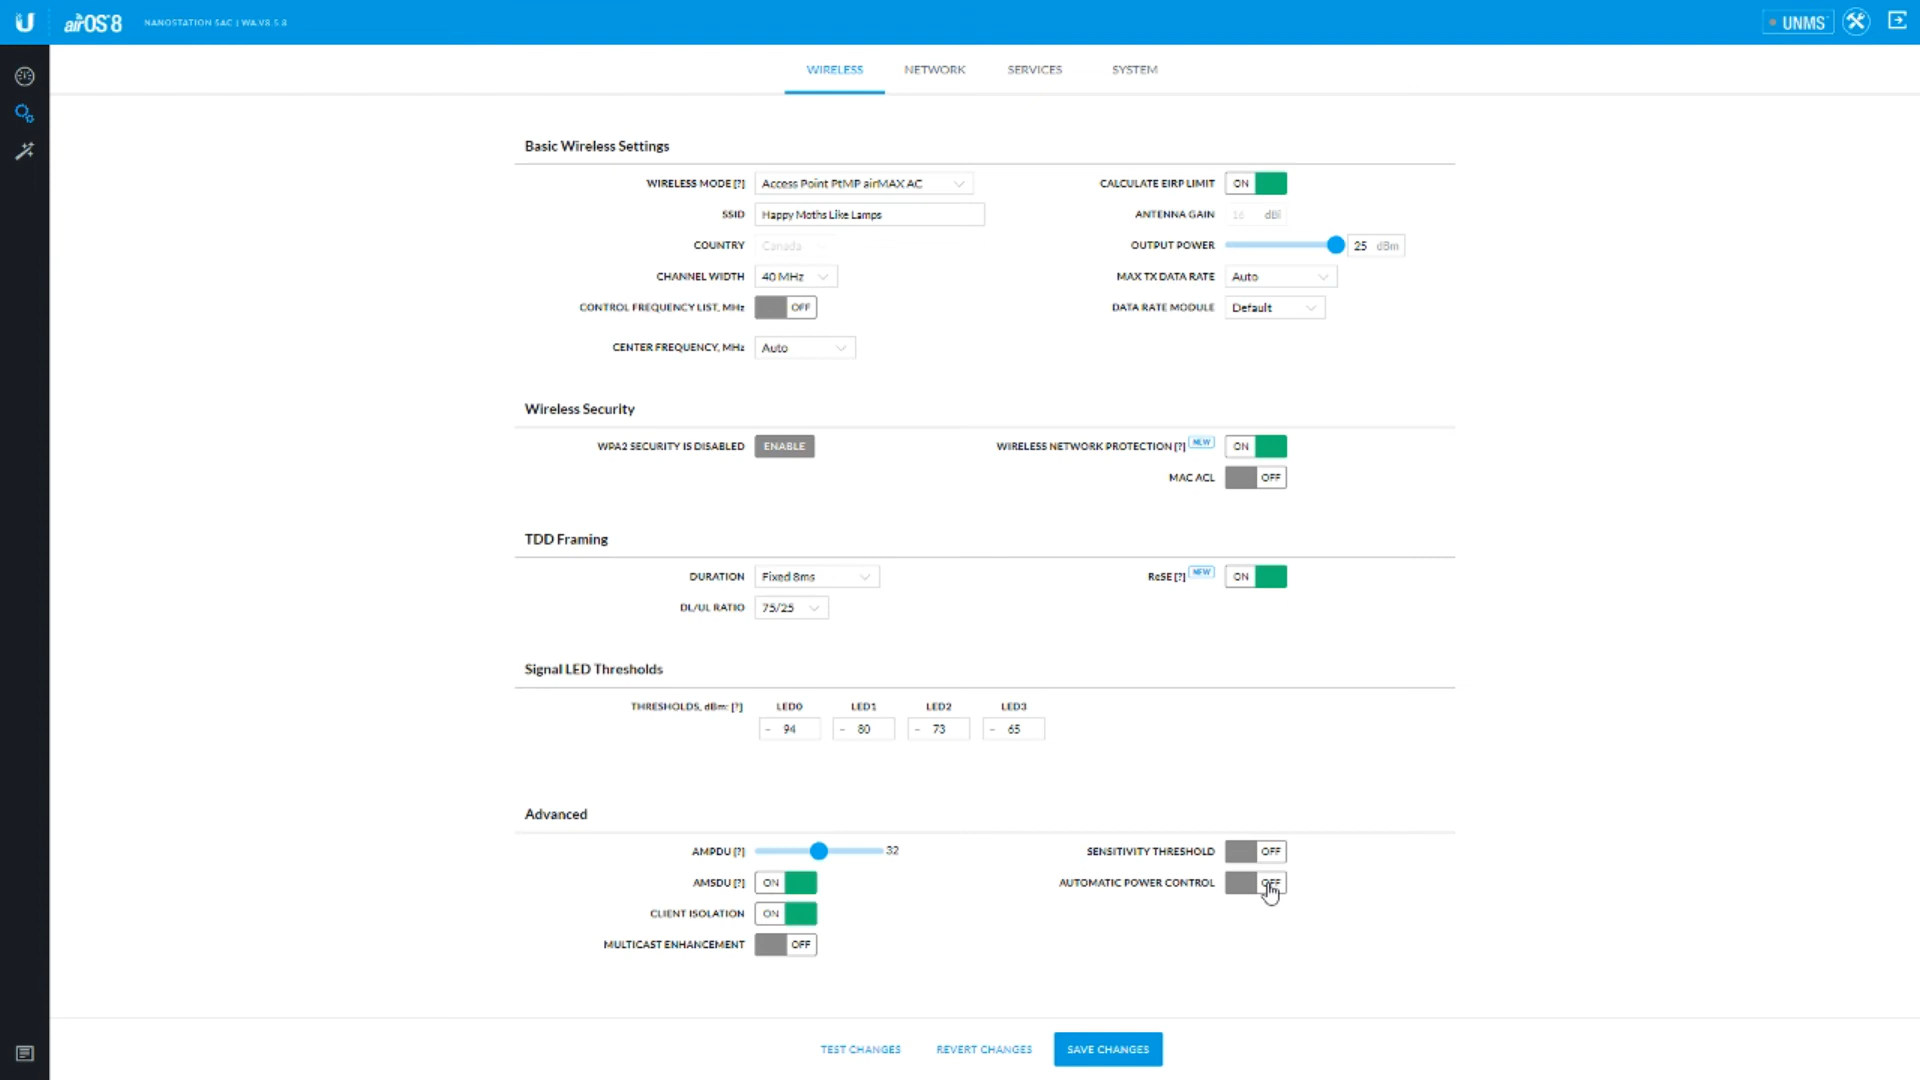 airOS 8 NANOSTATION 5AC | WA.V8.5.8 UNMS
WIRELESS NETWORK SERVICES SYSTEM
Basic Wireless Settings
WIRELESS MODE [?] Access Point PtMP airMAX AC CALCULATE EIRP LIMIT ON
SSID Happy Moths Like Lamps ANTENNA GAIN 16 dBi
COUNTRY Canada OUTPUT POWER 25 dBm
CHANNEL WIDTH 40 MHz MAX TX DATA RATE Auto
CONTROL FREQUENCY LIST, MHz OFF DATA RATE MODULE Default
CENTER FREQUENCY, MHz Auto
Wireless Security
WPA2 SECURITY IS DISABLED ENABLE WIRELESS NETWORK PROTECTION [?] NEW ON
MAC ACL OFF
TDD Framing
DURATION Fixed 8ms ReSE [?] NEW ON
DL/UL RATIO 75/25
Signal LED Thresholds
THRESHOLDS, dBm: [?] LED0 LED1 LED2 LED3
- 94 - 80 - 73 - 65
Advanced
AMPDU [?] 32 SENSITIVITY THRESHOLD OFF
AMSDU [?] ON AUTOMATIC POWER CONTROL OFF
CLIENT ISOLATION ON
MULTICAST ENHANCEMENT OFF
TEST CHANGES REVERT CHANGES SAVE CHANGES